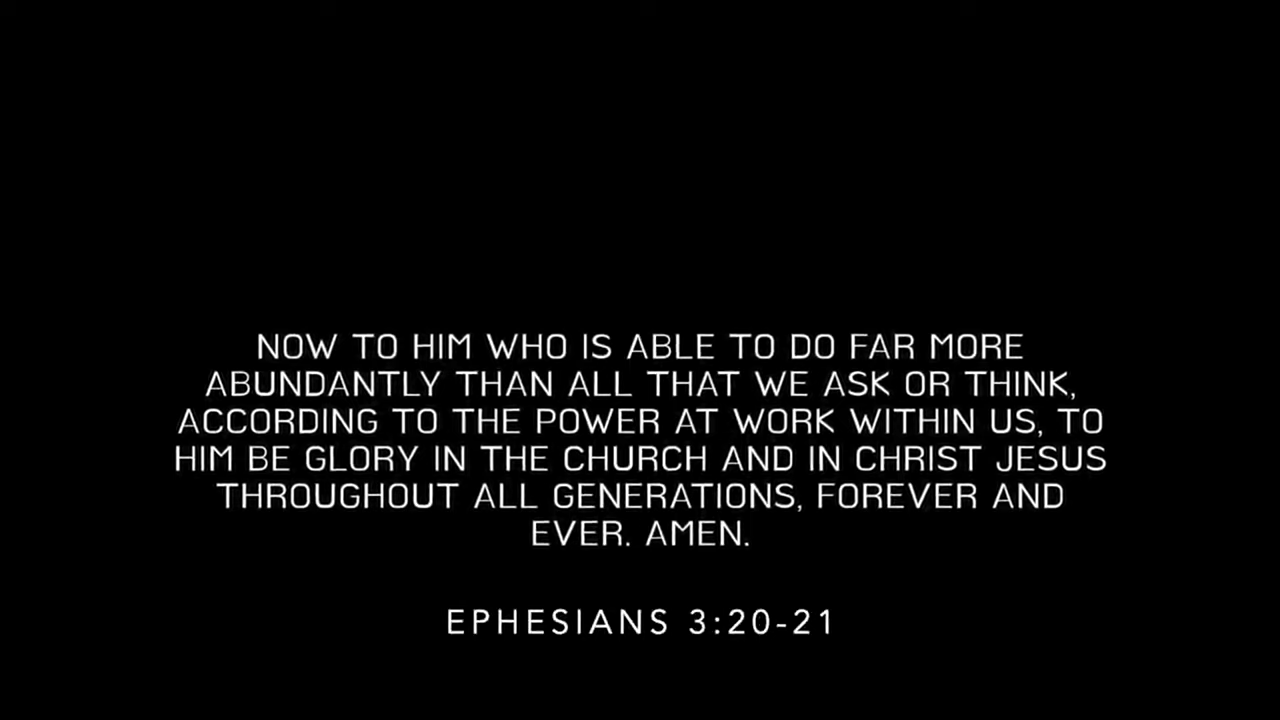 NOW TO HIM WHO IS ABLE TO DO FAR MORE
ABUNDANTLY THAN ALL THAT WE ASK OR THINK,
ACCORDING TO THE POWER AT WORK WITHIN US, TO
HIM BE GLORY IN THE CHURCH AND IN CHRIST JESUS
THROUGHOUT ALL GENERATIONS, FOREVER AND
EVER. AMEN.
EPHESIANS 3:20-21